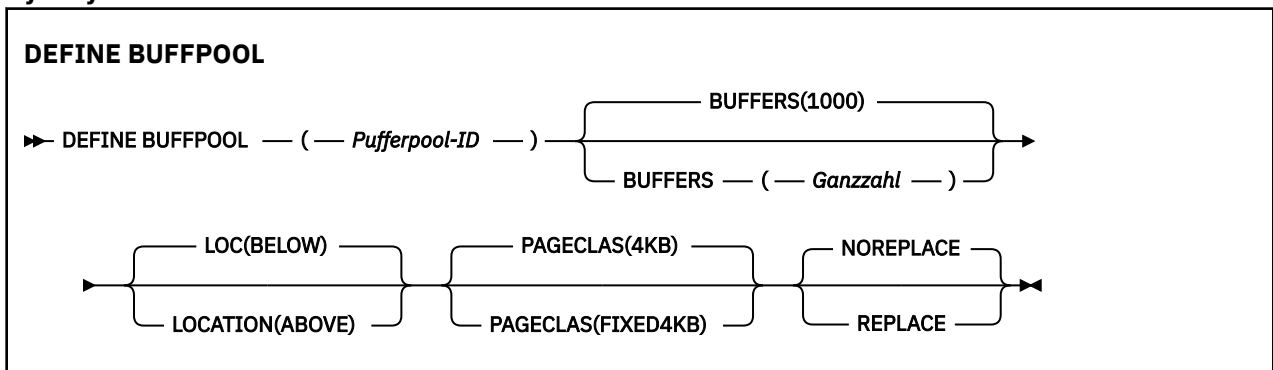 DEFINE BUFFPOOL
BUFFERS(1000)
DEFINE BUFFPOOL ( Pufferpool-ID )
BUFFERS ( Ganzzahl )
LOC(BELOW) PAGECLAS(4KB) NOREPLACE
LOCATION(ABOVE) PAGECLAS(FIXED4KB) REPLACE